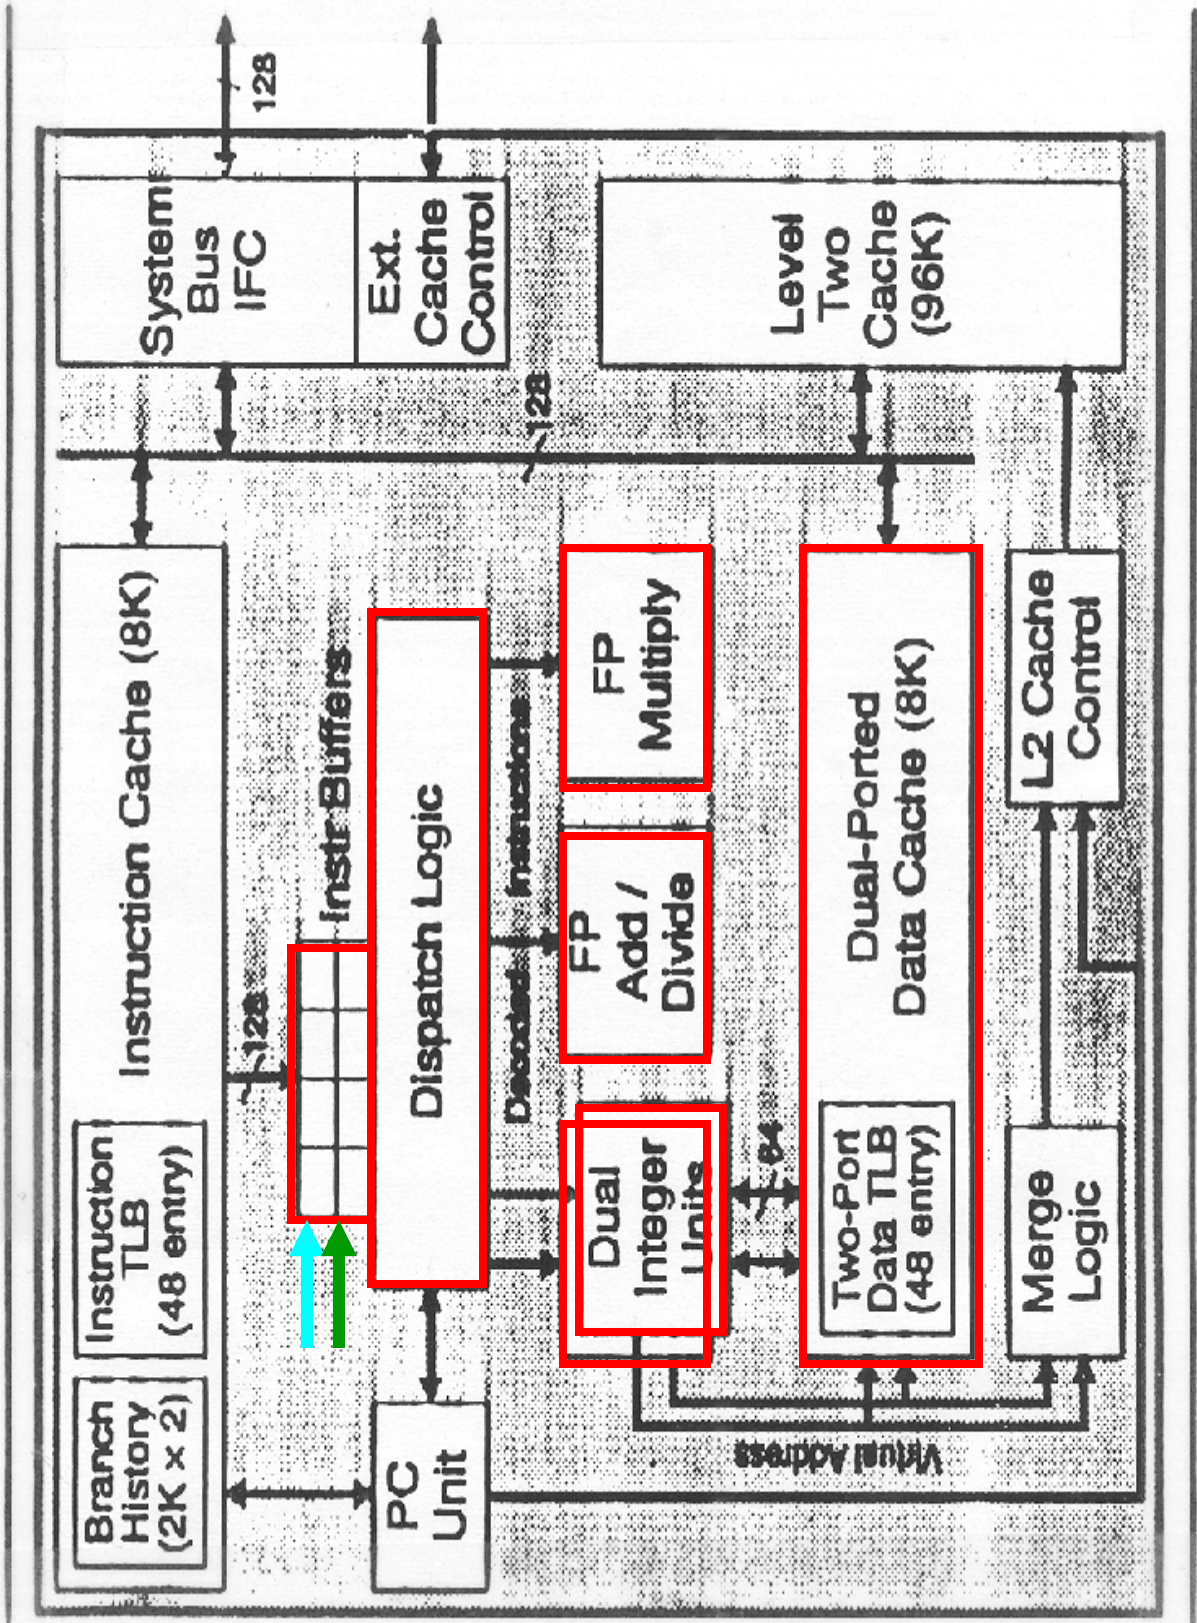 Branch
History
(2K × 2)
Instruction
TLB
(48 entry)
Instruction Cache (8K)
System
Bus
IFC
128
Ext.
Cache
Control
128
Instr Buffers
128
PC
Unit
Dispatch Logic
Decoded Instructions
Dual
Integer
Units
FP
Add /
Divide
FP
Multiply
64
Virtual Address
Two-Port
Data TLB
(48 entry)
Dual-Ported
Data Cache (8K)
Level
Two
Cache
(96K)
Merge
Logic
L2 Cache
Control